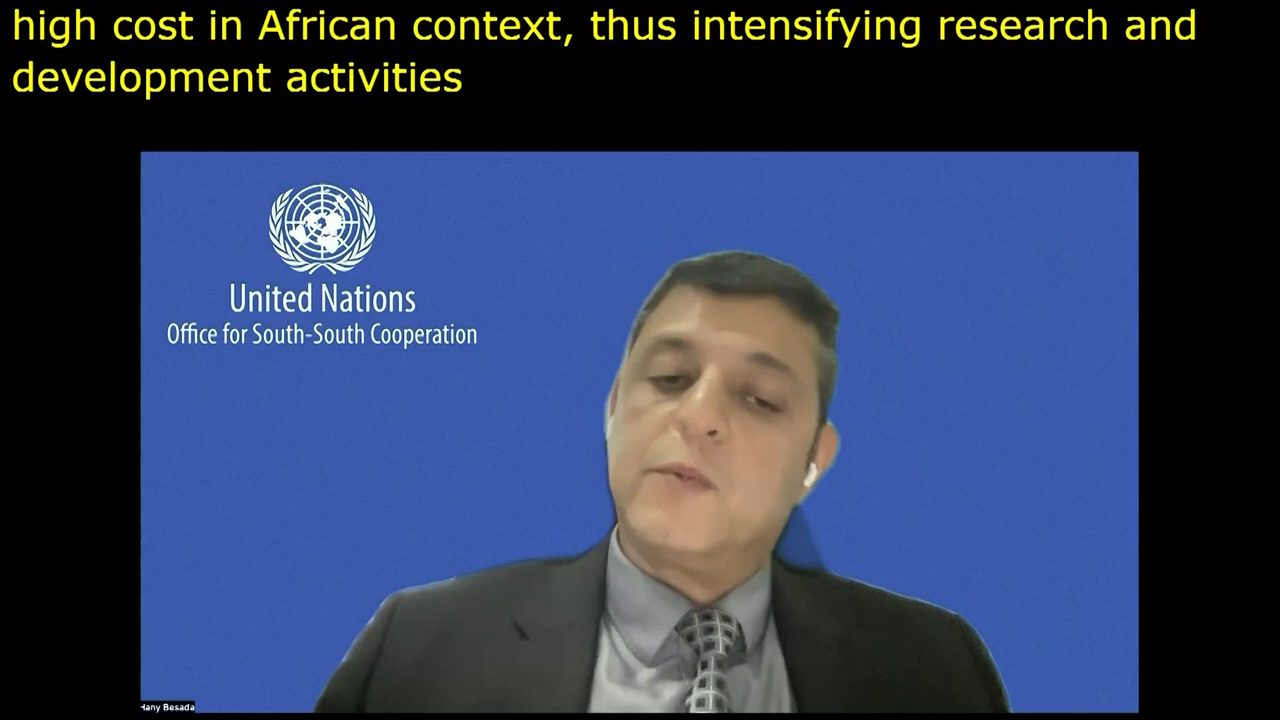 high cost in African context, thus intensifying research and
development activities
United Nations
Office for South-South Cooperation
Hany Besada